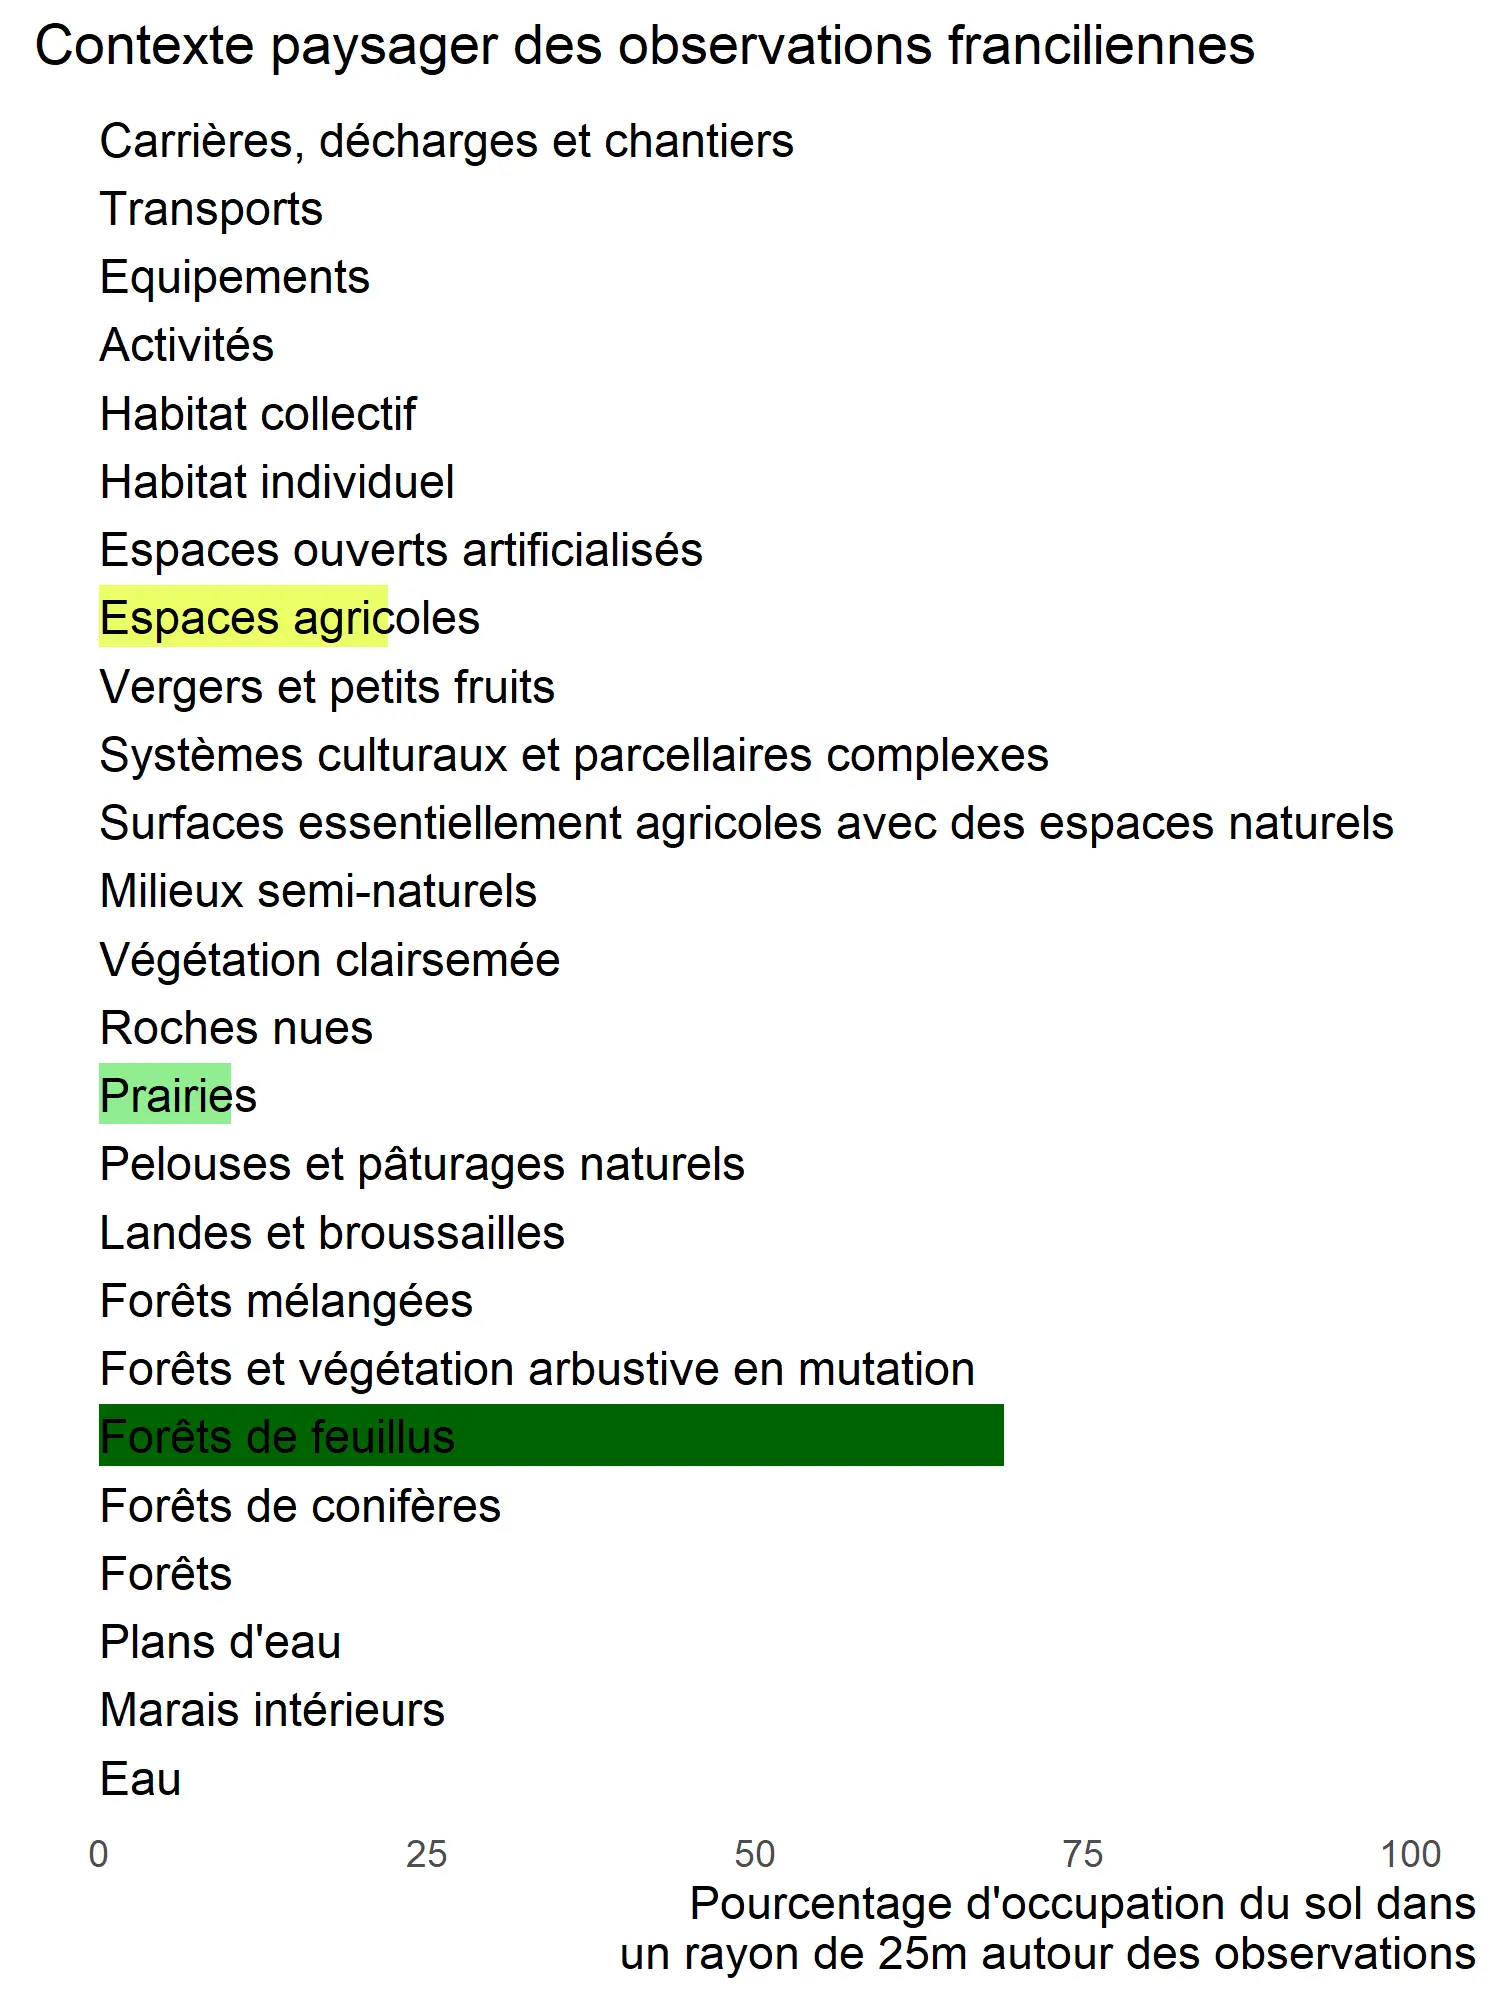 Contexte paysager des observations franciliennes
Carrières, décharges et chantiers
Transports
Equipements
Activités
Habitat collectif
Habitat individuel
Espaces ouverts artificialisés
Espaces agricoles
Vergers et petits fruits
Systèmes culturaux et parcellaires complexes
Surfaces essentiellement agricoles avec des espaces naturels
Milieux semi-naturels
Végétation clairsemée
Roches nues
Prairies
Pelouses et pâturages naturels
Landes et broussailles
Forêts mélangées
Forêts et végétation arbustive en mutation
Forêts de feuillus
Forêts de conifères
Forêts
Plans d'eau
Marais intérieurs
Eau
0 25 50 75 100
Pourcentage d'occupation du sol dans
un rayon de 25m autour des observations